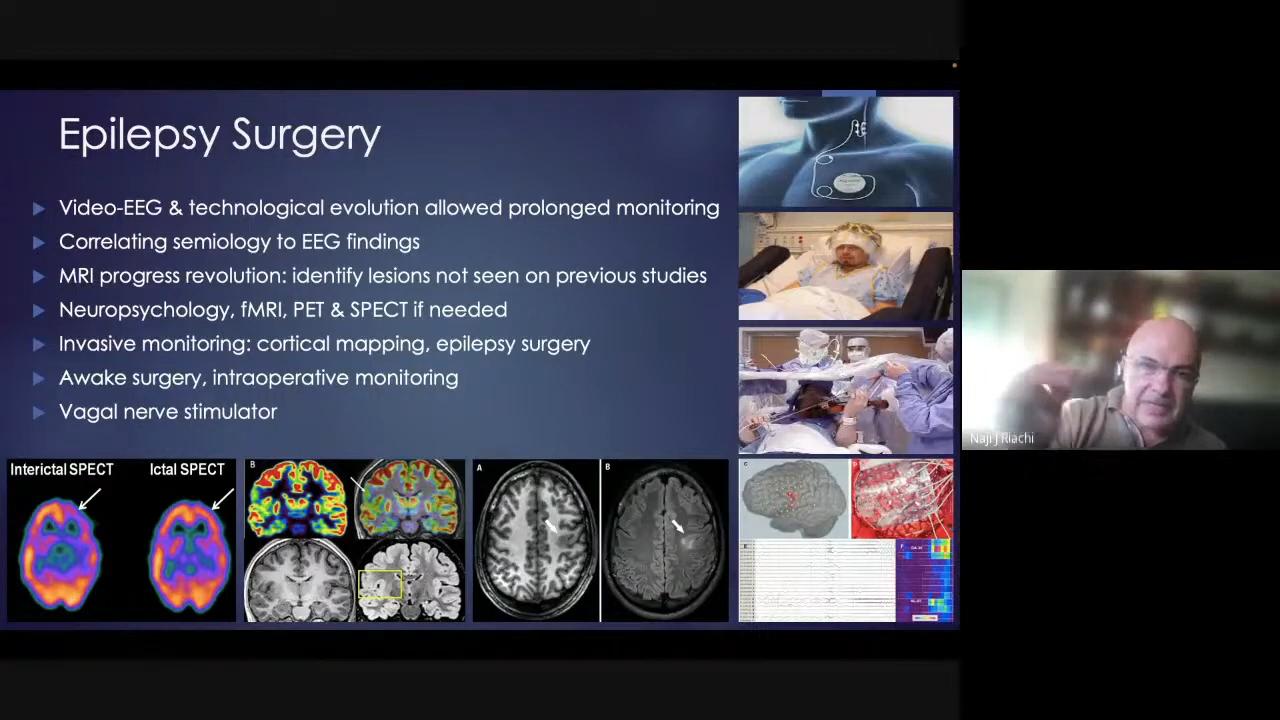 Epilepsy Surgery
Video-EEG & technological evolution allowed prolonged monitoring
Correlating semiology to EEG findings
MRI progress revolution: identify lesions not seen on previous studies
Neuropsychology, fMRI, PET & SPECT if needed
Invasive monitoring: cortical mapping, epilepsy surgery
Awake surgery, intraoperative monitoring
Vagal nerve stimulator
Naji J Riachi
Interictal SPECT
Ictal SPECT
B
A
B
C